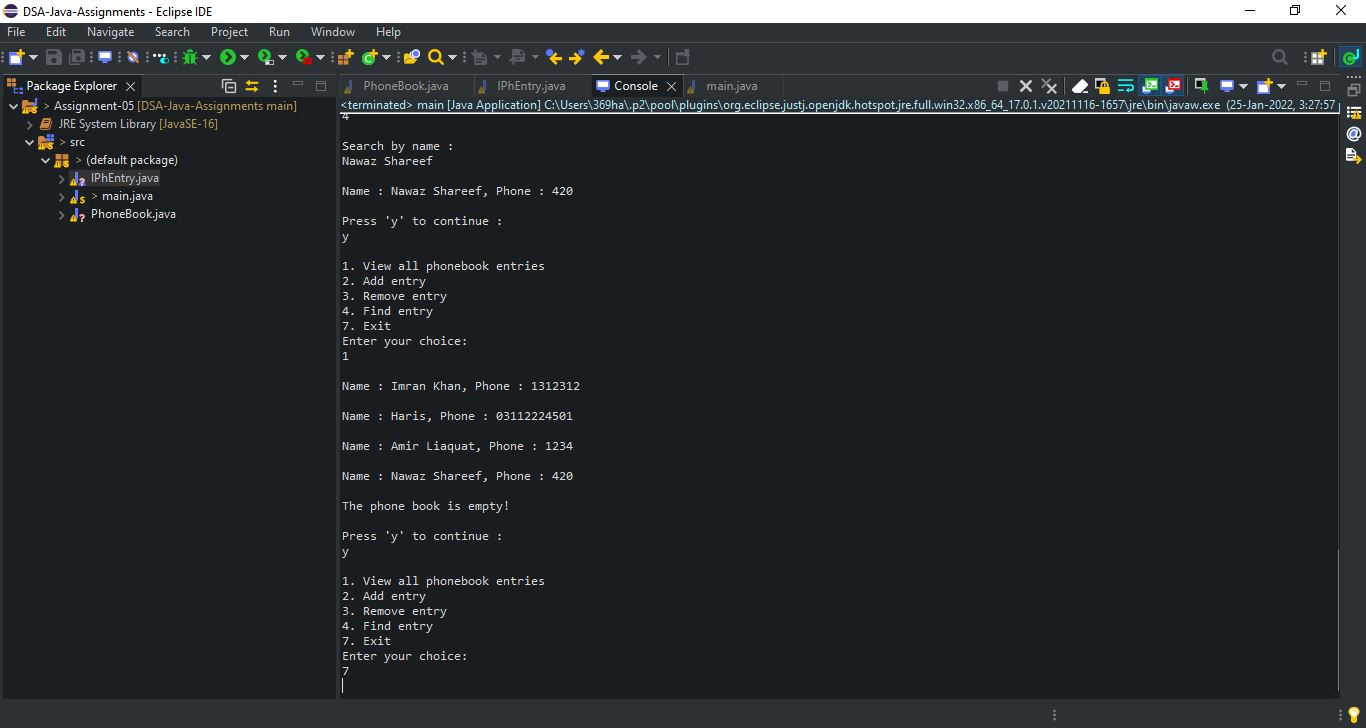 DSA-Java-Assignments - Eclipse IDE
File Edit Navigate Search Project Run Window Help
Package Explorer
PhoneBook.java IPhEntry.java Console main.java
> Assignment-05 [DSA-Java-Assignments main]
JRE System Library [JavaSE-16]
> src
> (default package)
IPhEntry.java
> main.java
PhoneBook.java
<terminated> main [Java Application] C:\Users\369ha\.p2\pool\plugins\org.eclipse.justj.openjdk.hotspot.jre.full.win32.x86_64_17.0.1.v20211116-1657\jre\bin\javaw.exe (25-Jan-2022, 3:27:57
4
Search by name :
Nawaz Shareef
Name : Nawaz Shareef, Phone : 420
Press 'y' to continue :
y
1. View all phonebook entries
2. Add entry
3. Remove entry
4. Find entry
7. Exit
Enter your choice:
1
Name : Imran Khan, Phone : 1312312
Name : Haris, Phone : 03112224501
Name : Amir Liaquat, Phone : 1234
Name : Nawaz Shareef, Phone : 420
The phone book is empty!
Press 'y' to continue :
y
1. View all phonebook entries
2. Add entry
3. Remove entry
4. Find entry
7. Exit
Enter your choice:
7